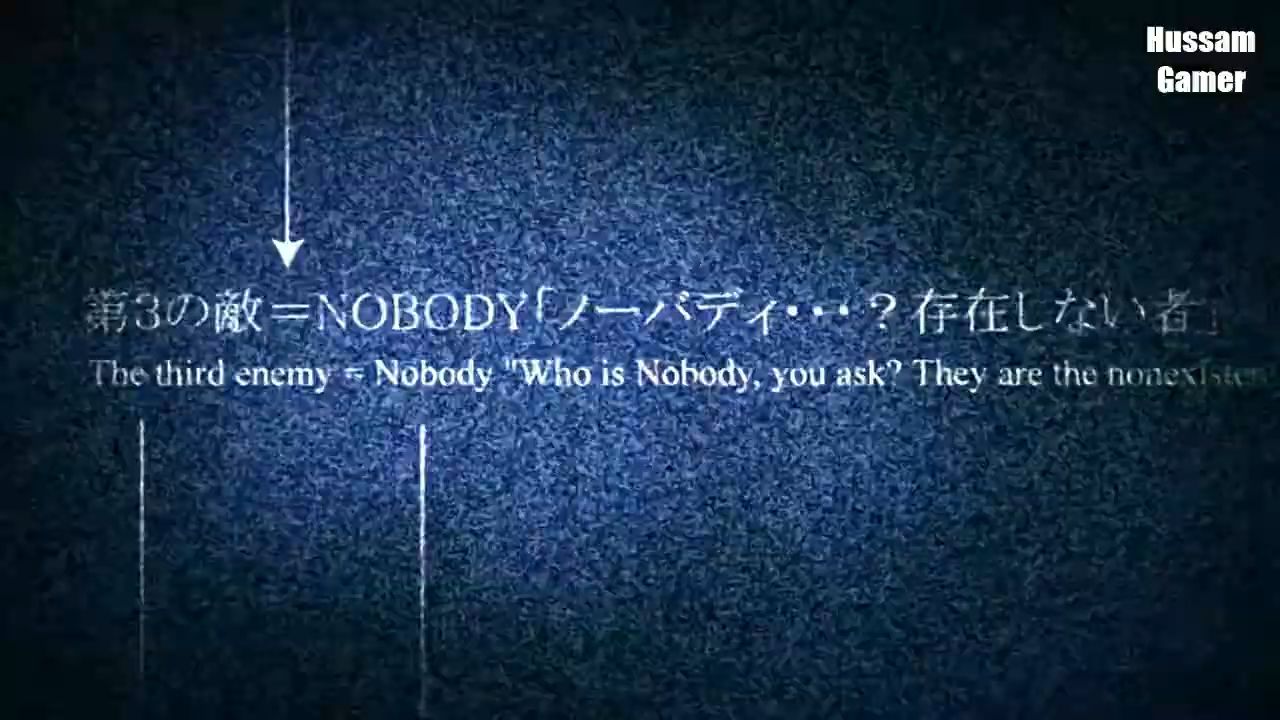 Hussam
Gamer
第3の敵＝NOBODY「ノーバディ・・・？存在しない者」
The third enemy = Nobody "Who is Nobody, you ask? They are the